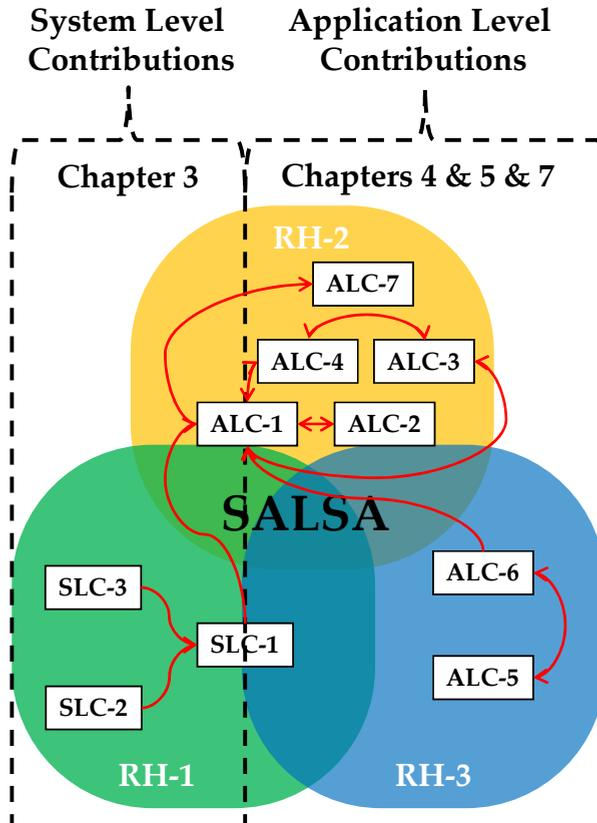 System Level
Contributions
Application Level
Contributions
Chapter 3
Chapters 4 & 5 & 7
RH-2
ALC-7
ALC-4
ALC-3
ALC-1
ALC-2
SALSA
SLC-3
ALC-6
SLC-1
ALC-5
SLC-2
RH-1
RH-3